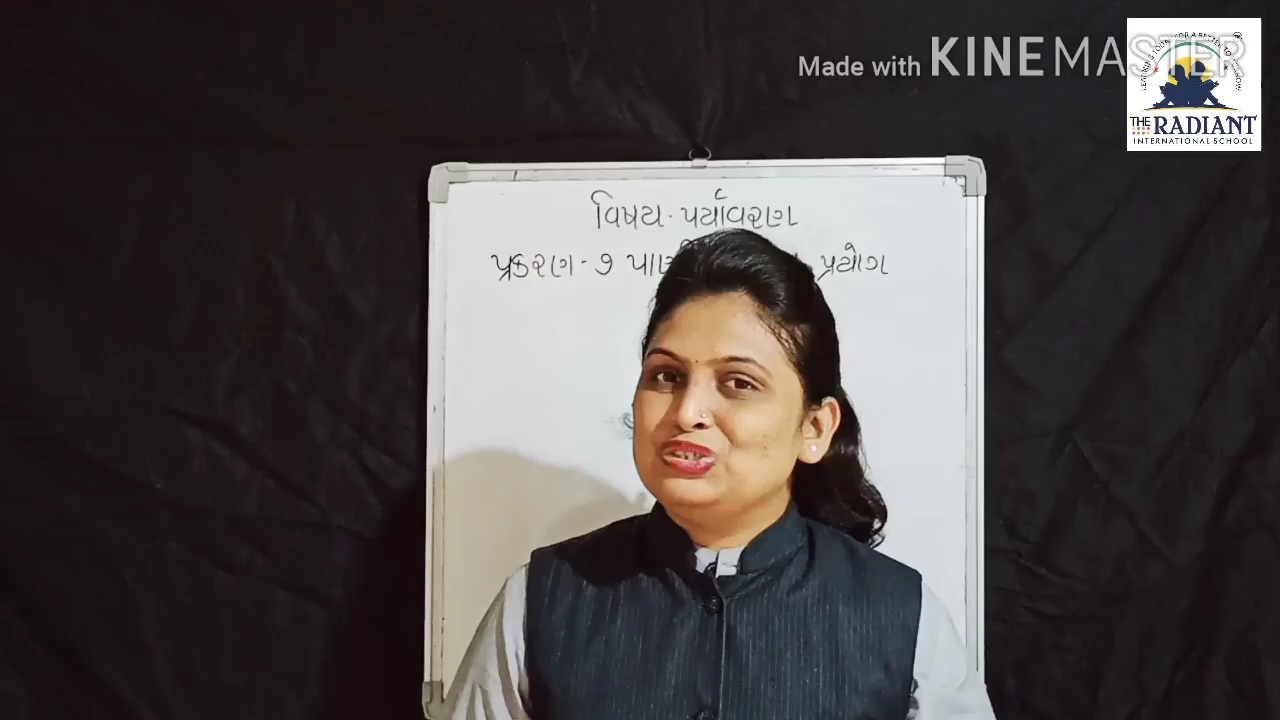 Made with KINEMASTER
THE RADIANT
INTERNATIONAL SCHOOL
વિષય - પર્યાવરણ
પ્રકરણ - ૭ પા પ્રયોગ